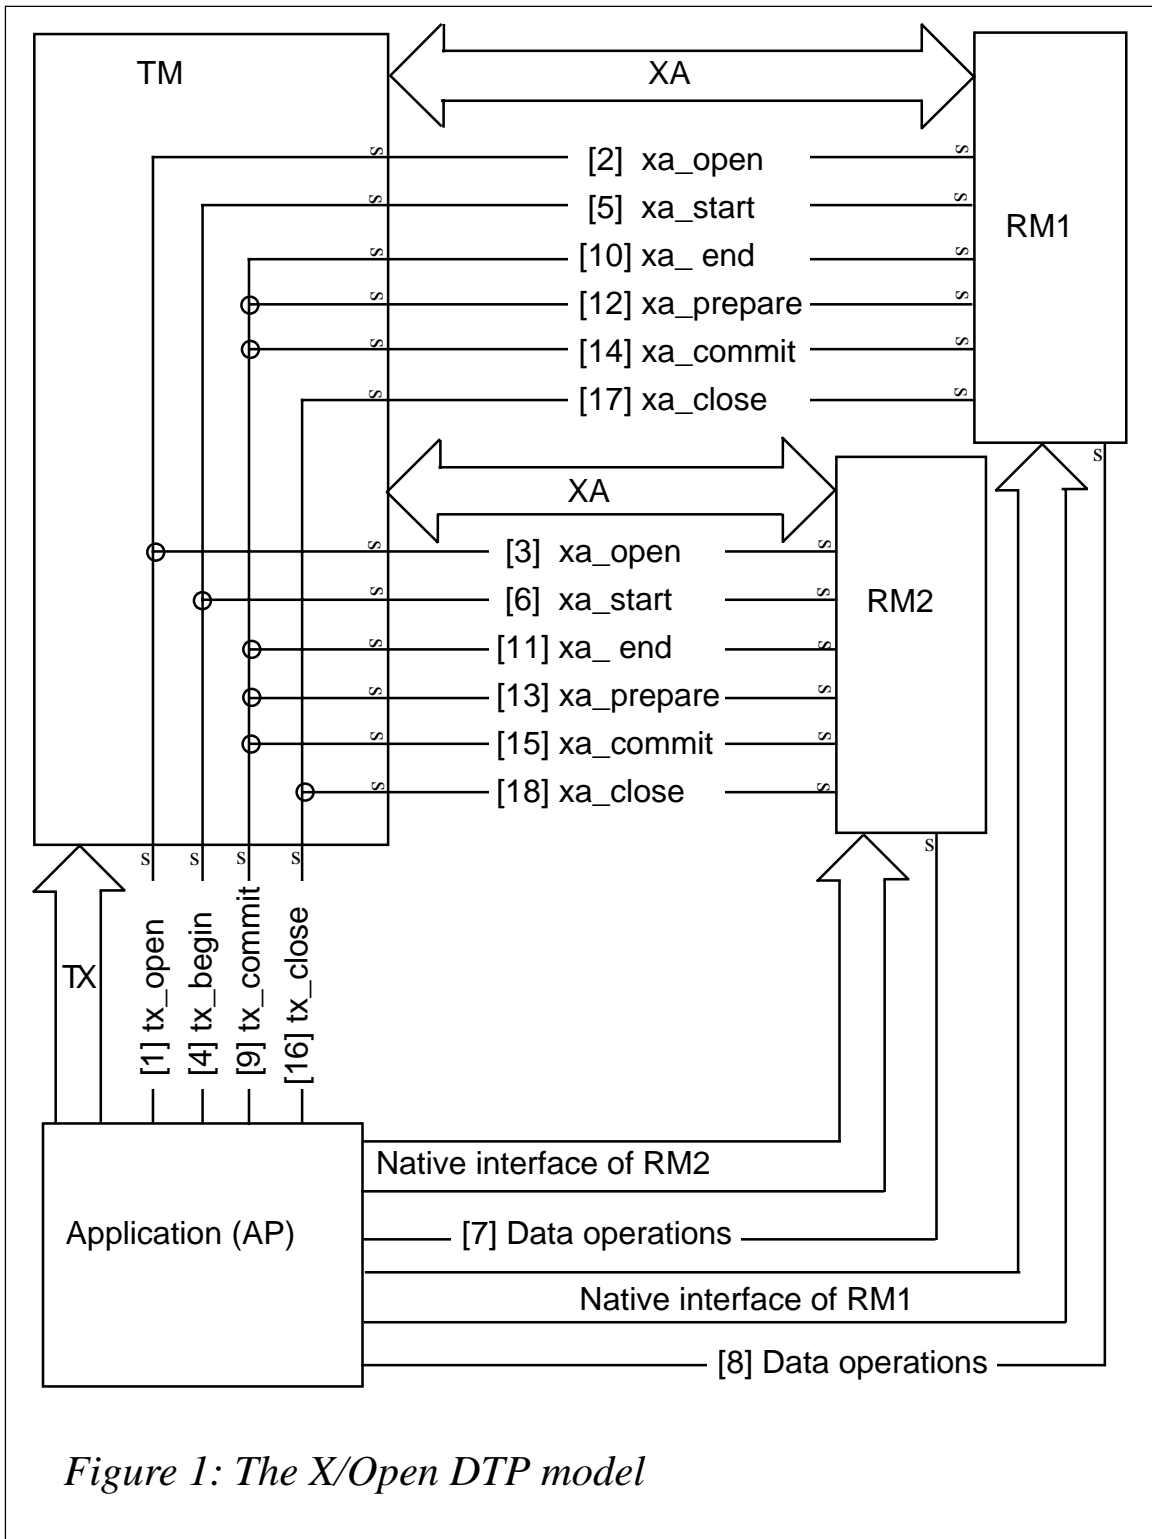 TM
XA
[2] xa_open
[5] xa_start
RM1
[10] xa_ end
[12] xa_prepare
[14] xa_commit
[17] xa_close
XA
[3] xa_open
[6] xa_start
RM2
[11] xa_ end
[13] xa_prepare
[15] xa_commit
[18] xa_close
s s s s s s
s s s s s s
s
s s s s s s
s s s s s s
s
s s s s
TX
[1] tx_open
[4] tx_begin
[9] tx_commit
[16] tx_close
Native interface of RM2
Application (AP)
[7] Data operations
Native interface of RM1
[8] Data operations
Figure 1: The X/Open DTP model